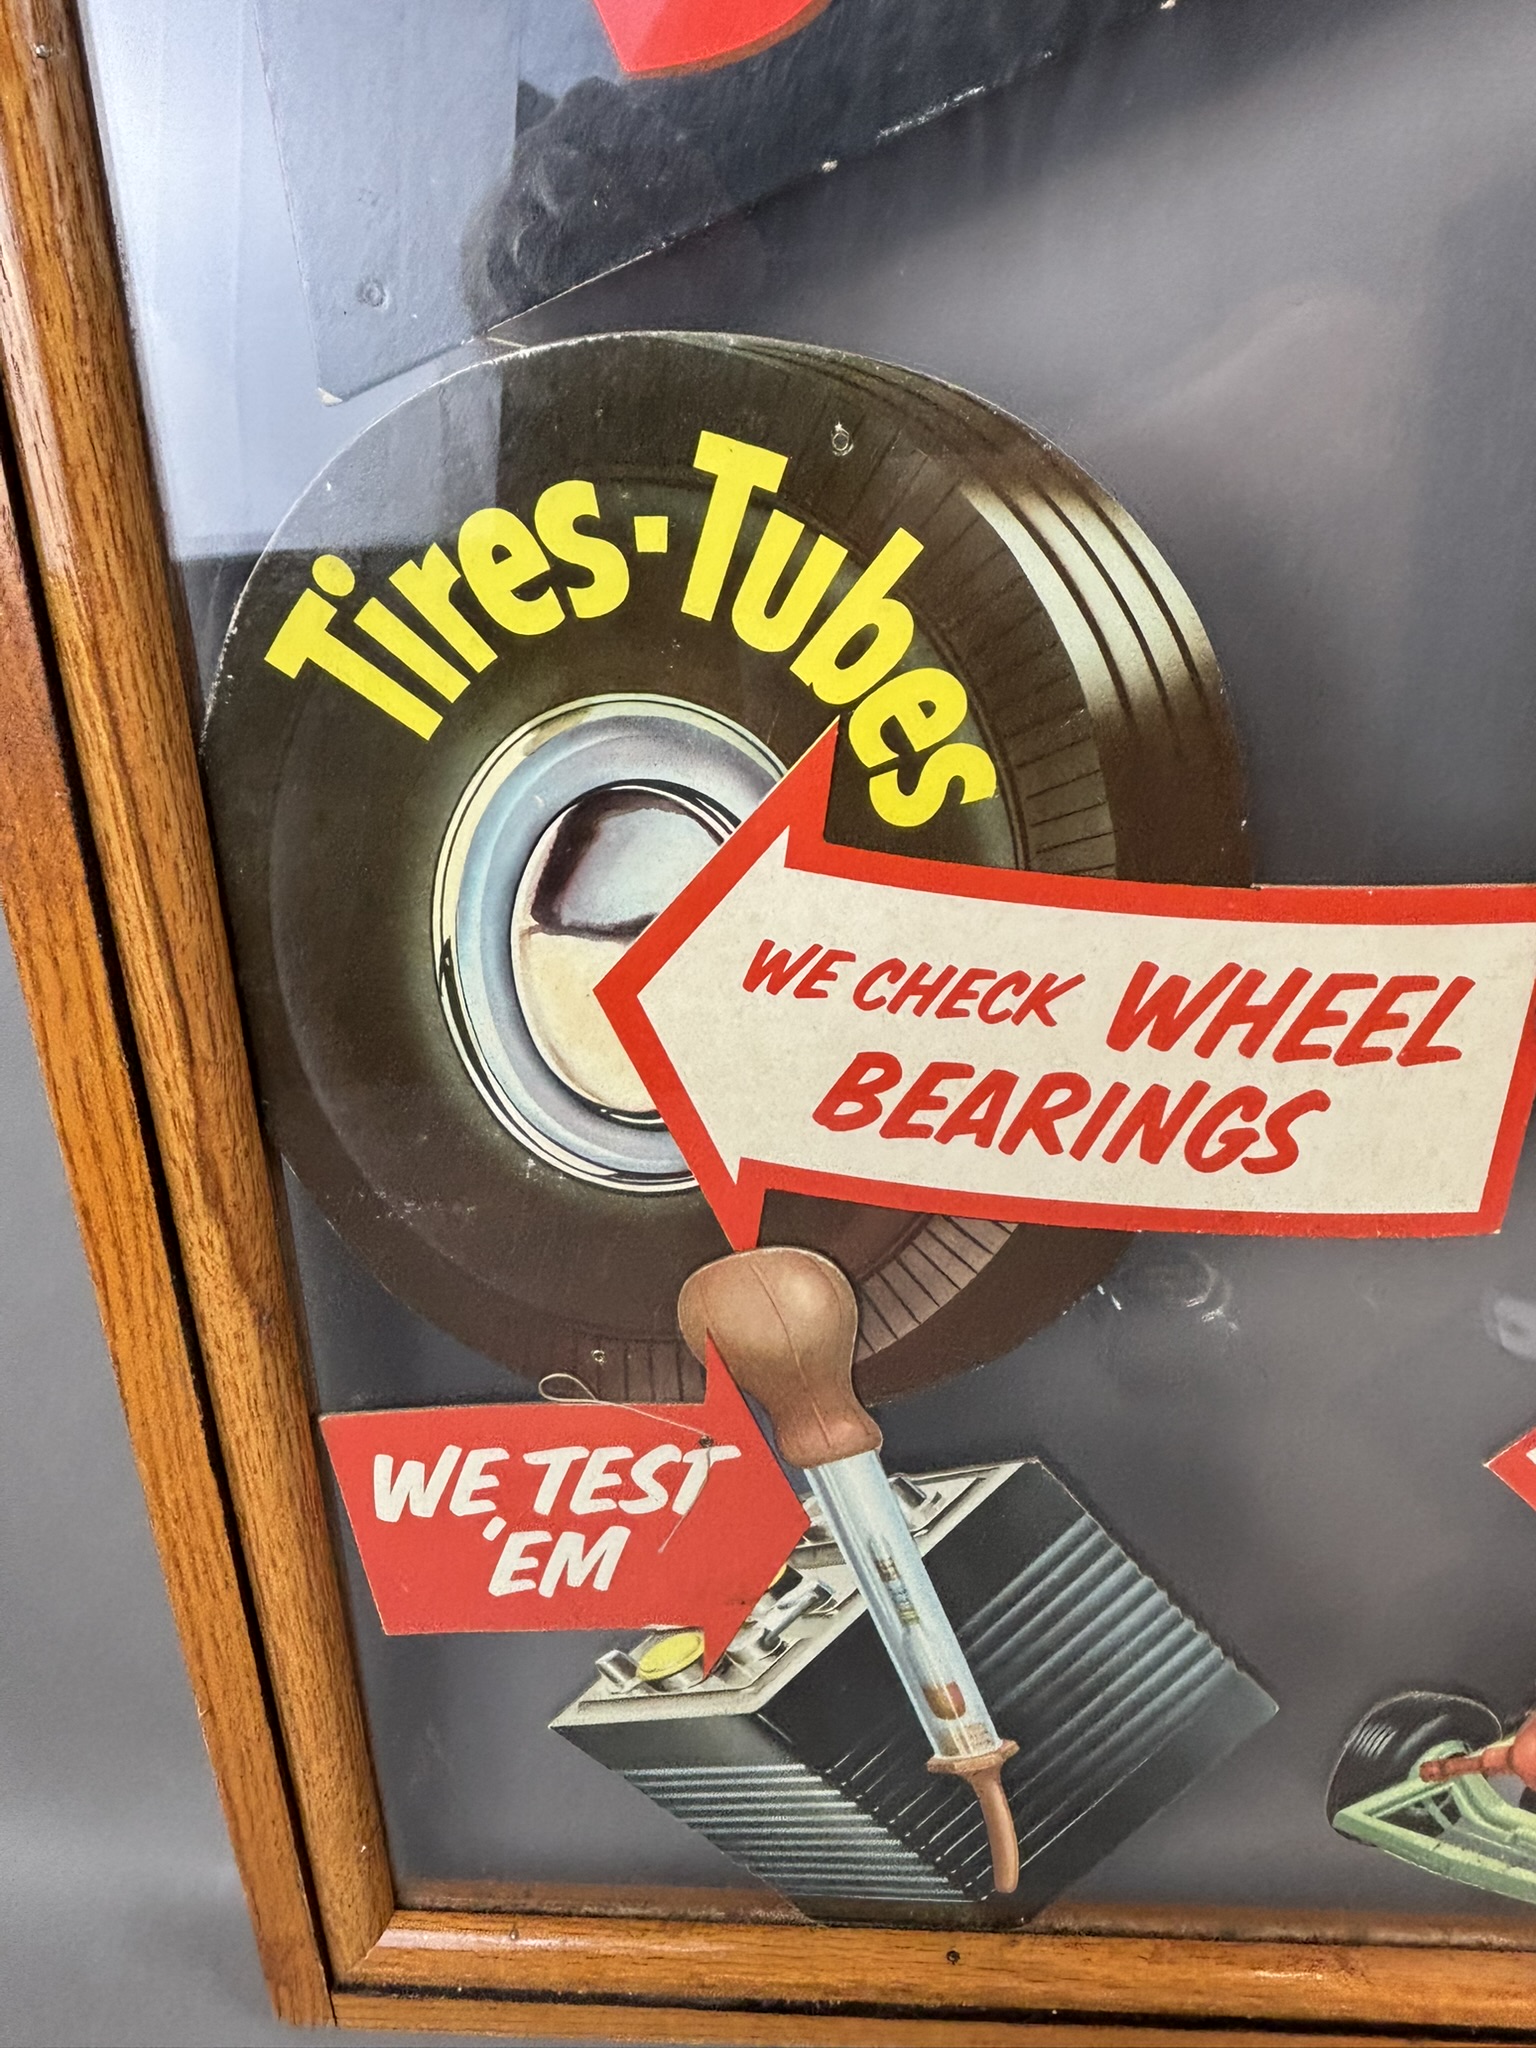 Tires-Tubes
WE CHECK WHEEL
BEARINGS
WE TEST
'EM